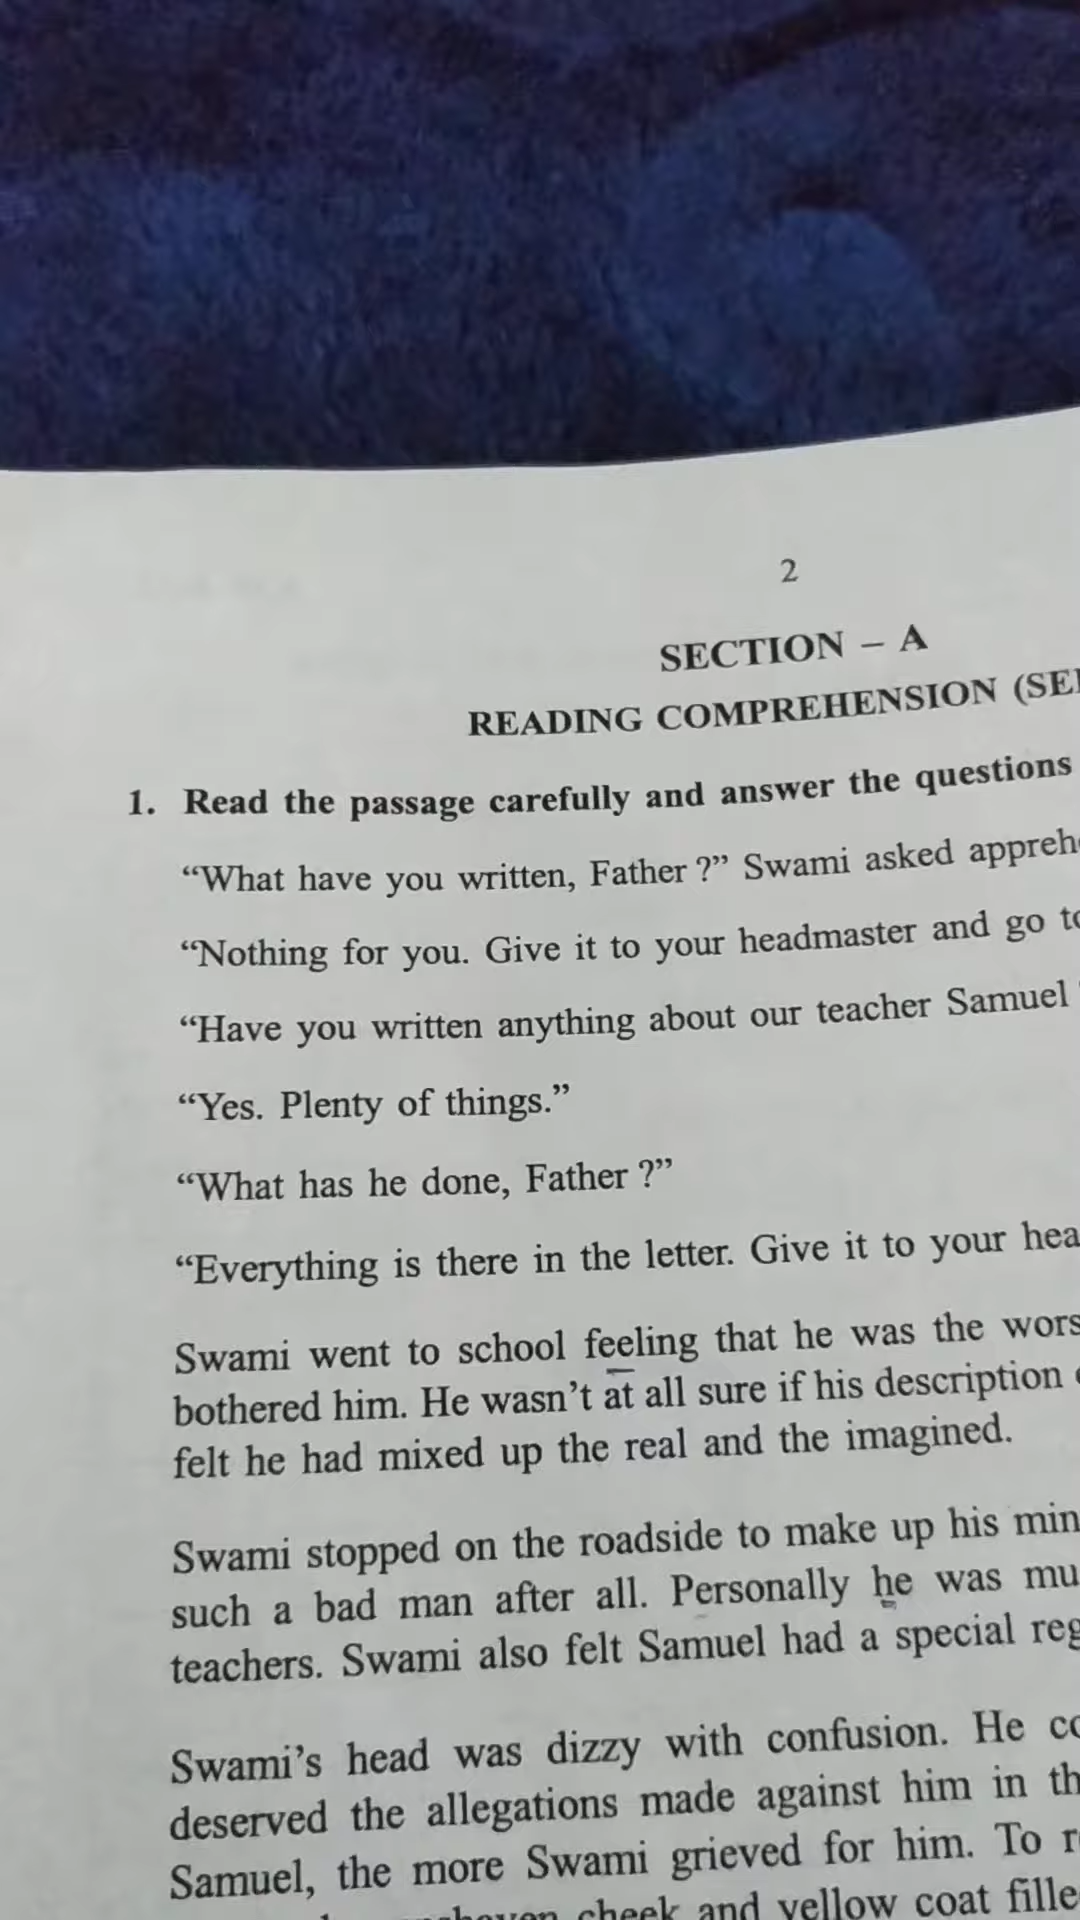 2
SECTION – A
READING COMPREHENSION
1. Read the passage carefully and answer the questions
“What have you written, Father ?” Swami asked
“Nothing for you. Give it to your headmaster and go
“Have you written anything about our teacher Samuel
“Yes. Plenty of things.”
“What has he done, Father ?”
“Everything is there in the letter. Give it to your
Swami went to school feeling that he was the
bothered him. He wasn’t at all sure if his description
felt he had mixed up the real and the imagined.
Swami stopped on the roadside to make up his
such a bad man after all. Personally he was
teachers. Swami also felt Samuel had a special
Swami’s head was dizzy with confusion. He
deserved the allegations made against him in
Samuel, the more Swami grieved for him. To
cheek and yellow coat